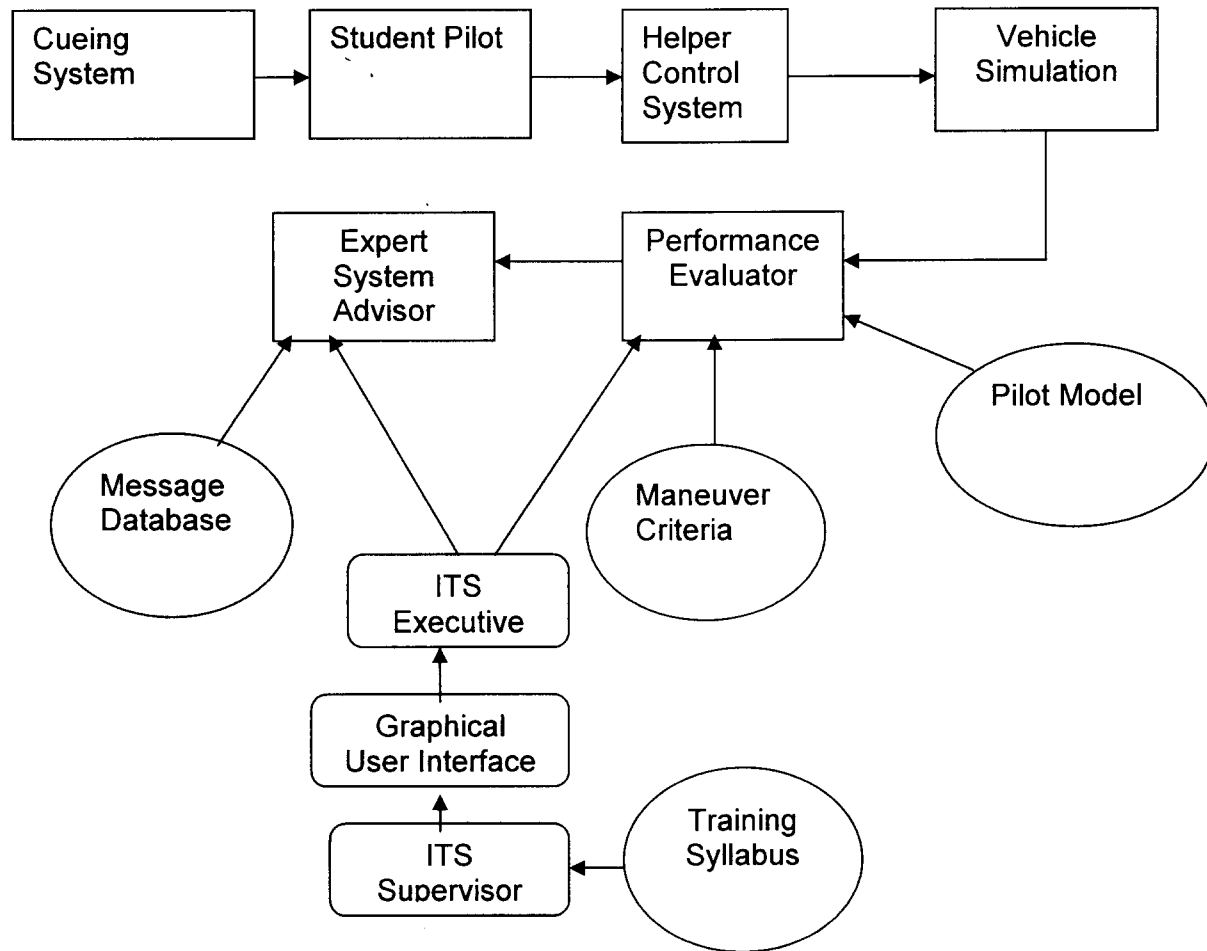 Cueing
System
Student Pilot
Helper
Control
System
Vehicle
Simulation
Expert
System
Advisor
Performance
Evaluator
Pilot Model
Message
Database
Maneuver
Criteria
ITS
Executive
Graphical
User Interface
Training
Syllabus
ITS
Supervisor